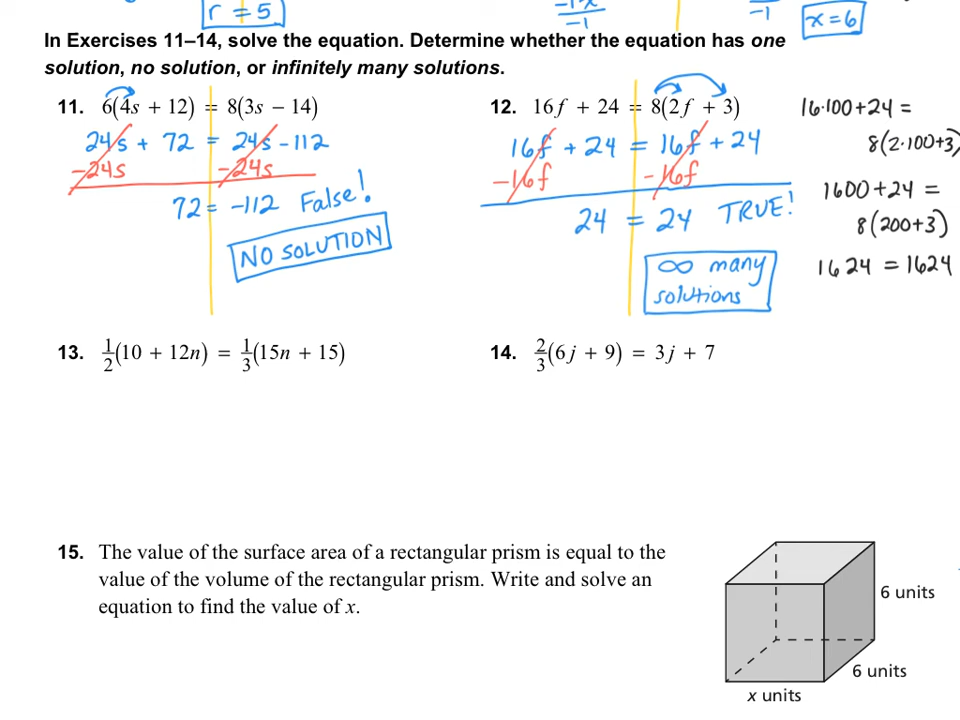 r = 5
-1x
-1
-1
x = 6
In Exercises 11–14, solve the equation. Determine whether the equation has one
solution, no solution, or infinitely many solutions.
11. 6(4s + 12) = 8(3s − 14)
24s + 72 = 24s - 112
-24s -24s
72 = -112 False!
NO SOLUTION
12. 16f + 24 = 8(2f + 3)
16f + 24 = 16f + 24
-16f -16f
24 = 24 TRUE!
∞ many
solutions
16·100+24 =
8(2·100+3)
1600+24 =
8(200+3)
1624 = 1624
13. 1/2(10 + 12n) = 1/3(15n + 15)
14. 2/3(6j + 9) = 3j + 7
15. The value of the surface area of a rectangular prism is equal to the
value of the volume of the rectangular prism. Write and solve an
equation to find the value of x.
6 units
6 units
x units